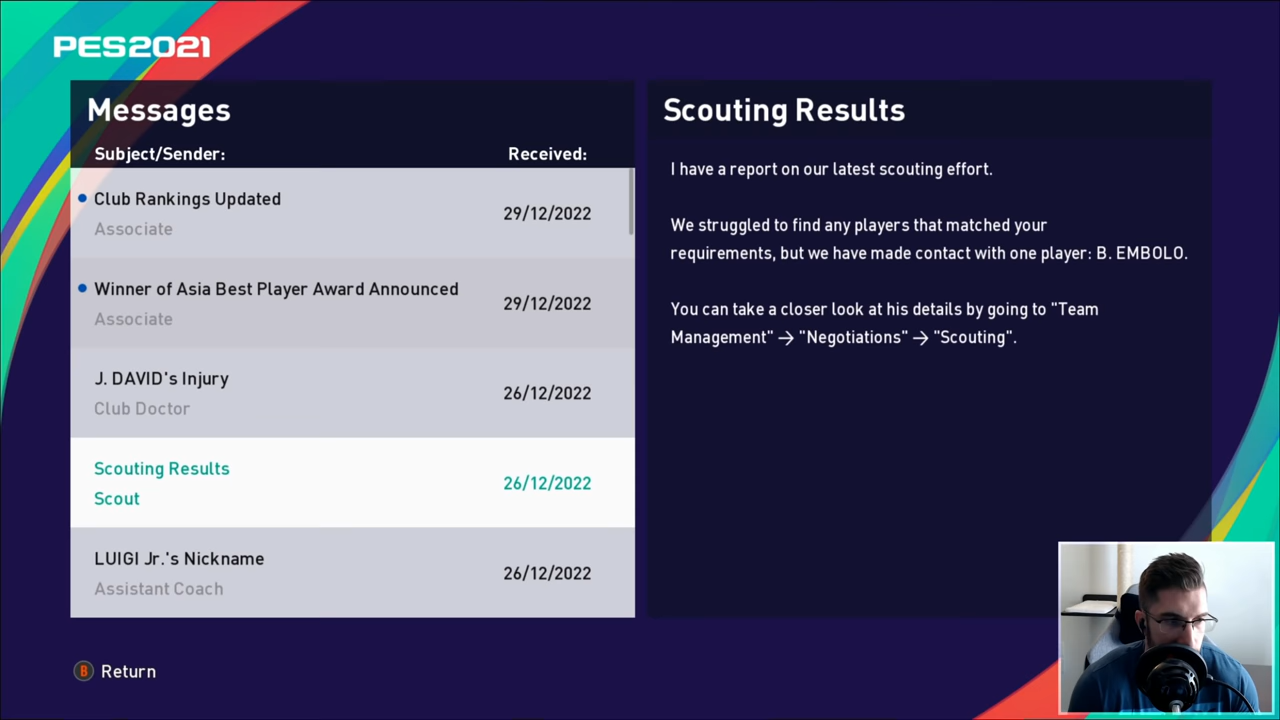 PES2021
Messages
Subject/Sender: Received:
Club Rankings Updated
Associate
29/12/2022
Winner of Asia Best Player Award Announced
Associate
29/12/2022
J. DAVID's Injury
Club Doctor
26/12/2022
Scouting Results
Scout
26/12/2022
LUIGI Jr.'s Nickname
Assistant Coach
26/12/2022
Scouting Results
I have a report on our latest scouting effort.
We struggled to find any players that matched your
requirements, but we have made contact with one player: B. EMBOLO.
You can take a closer look at his details by going to "Team
Management" → "Negotiations" → "Scouting".
B Return